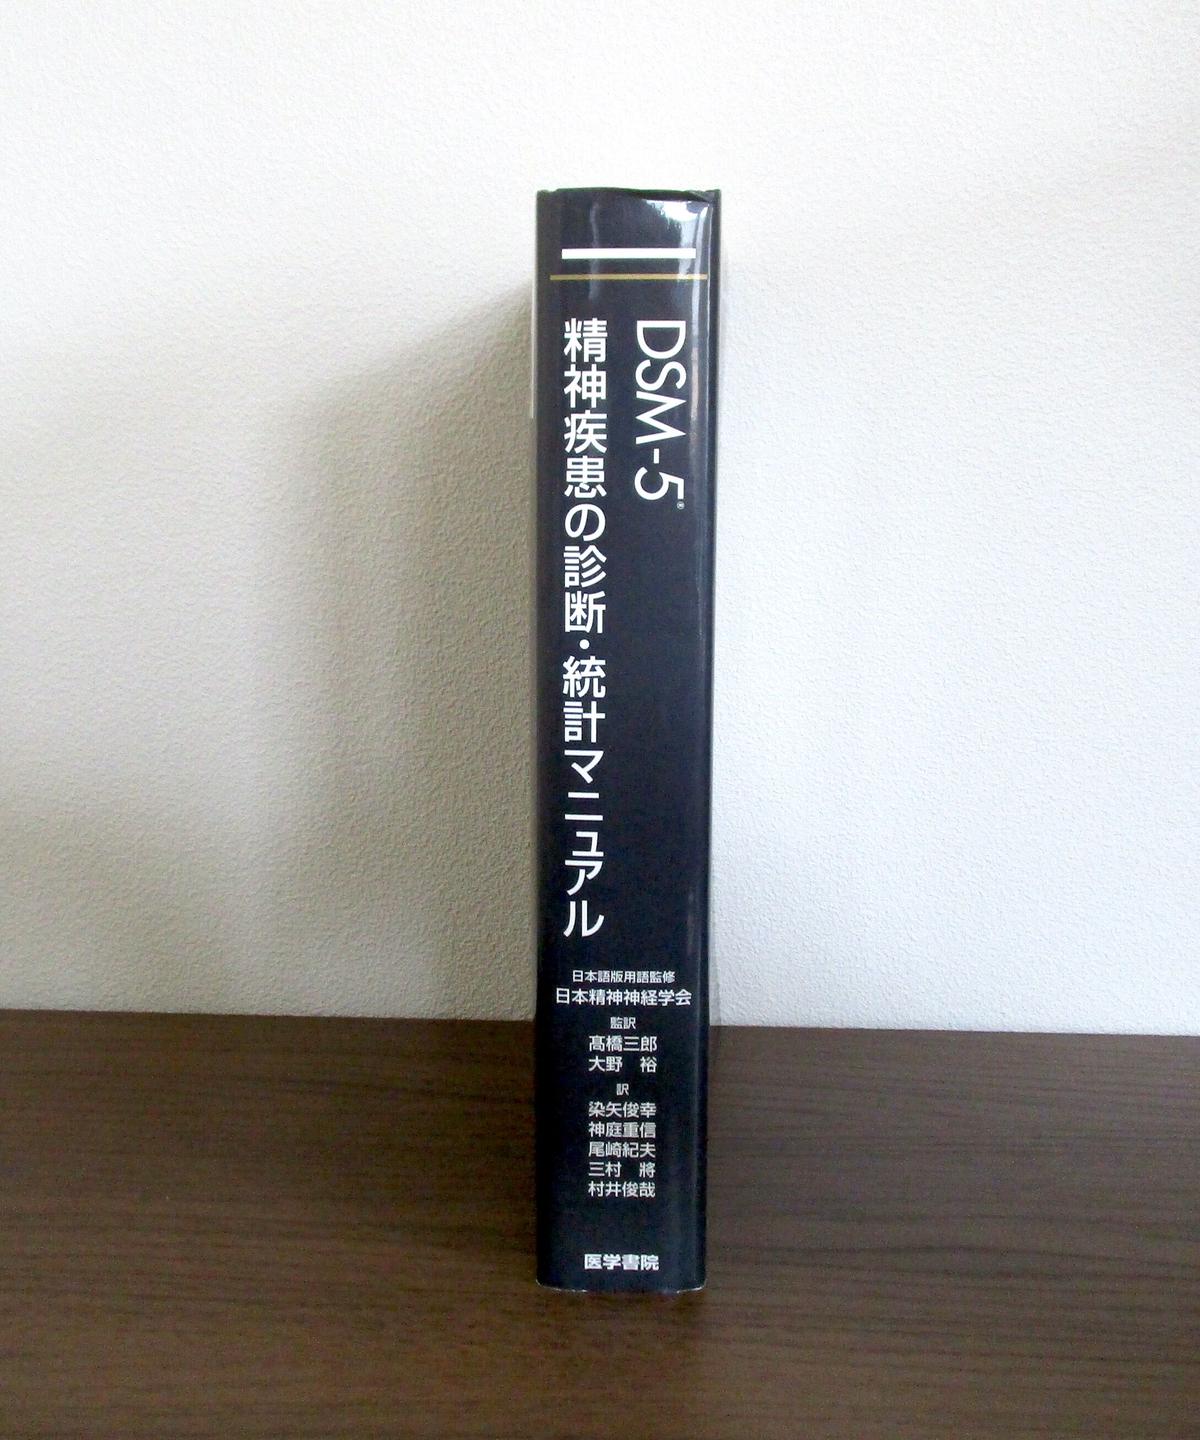 DSM-5®
精神疾患の診断・統計マニュアル
日本語版用語監修
日本精神神経学会
監訳
髙橋三郎
大野 裕
訳
染矢俊幸
神庭重信
尾崎紀夫
三村 將
村井俊哉
医学書院